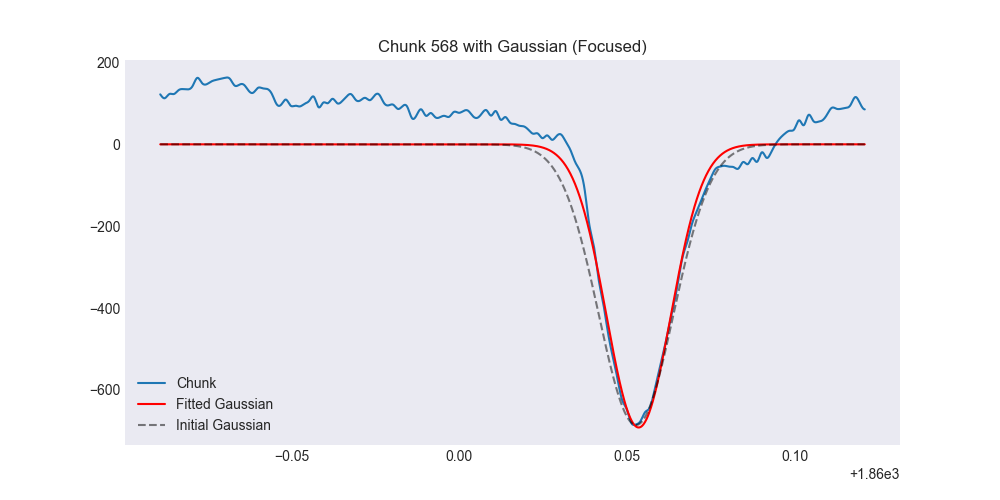 Chunk 568 with Gaussian (Focused)
200
0
−200
−400
−600
Chunk
Fitted Gaussian
Initial Gaussian
−0.05 0.00 0.05 0.10
+1.86e3